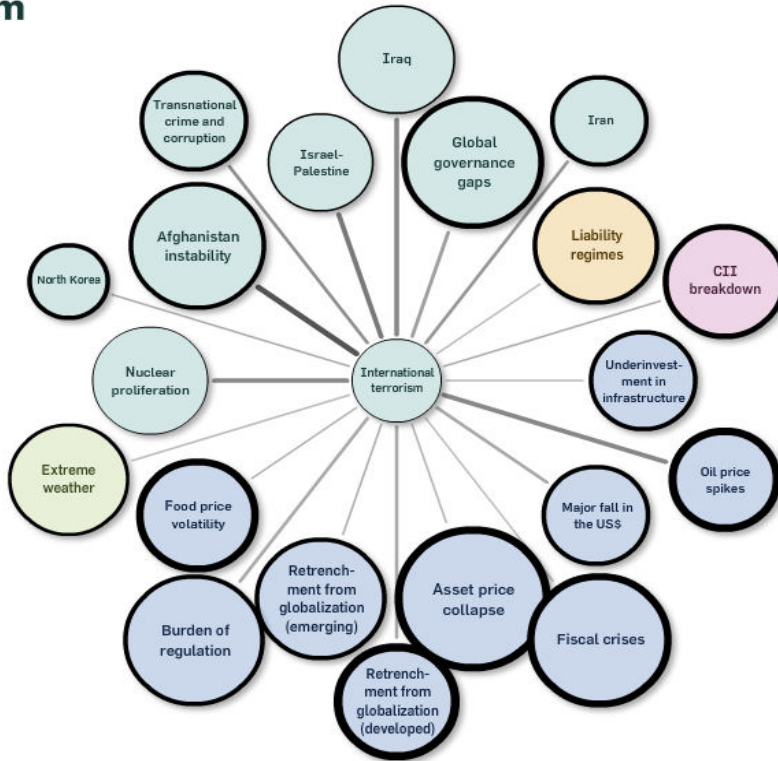 m
Iraq
Transnational
crime and
corruption
Iran
Israel-
Palestine
Global
governance
gaps
Afghanistan
instability
Liability
regimes
CII
breakdown
North Korea
Nuclear
proliferation
International
terrorism
Underinvest-
ment in
infrastructure
Extreme
weather
Oil price
spikes
Food price
volatility
Major fall in
the US$
Retrench-
ment from
globalization
(emerging)
Asset price
collapse
Burden of
regulation
Fiscal crises
Retrench-
ment from
globalization
(developed)